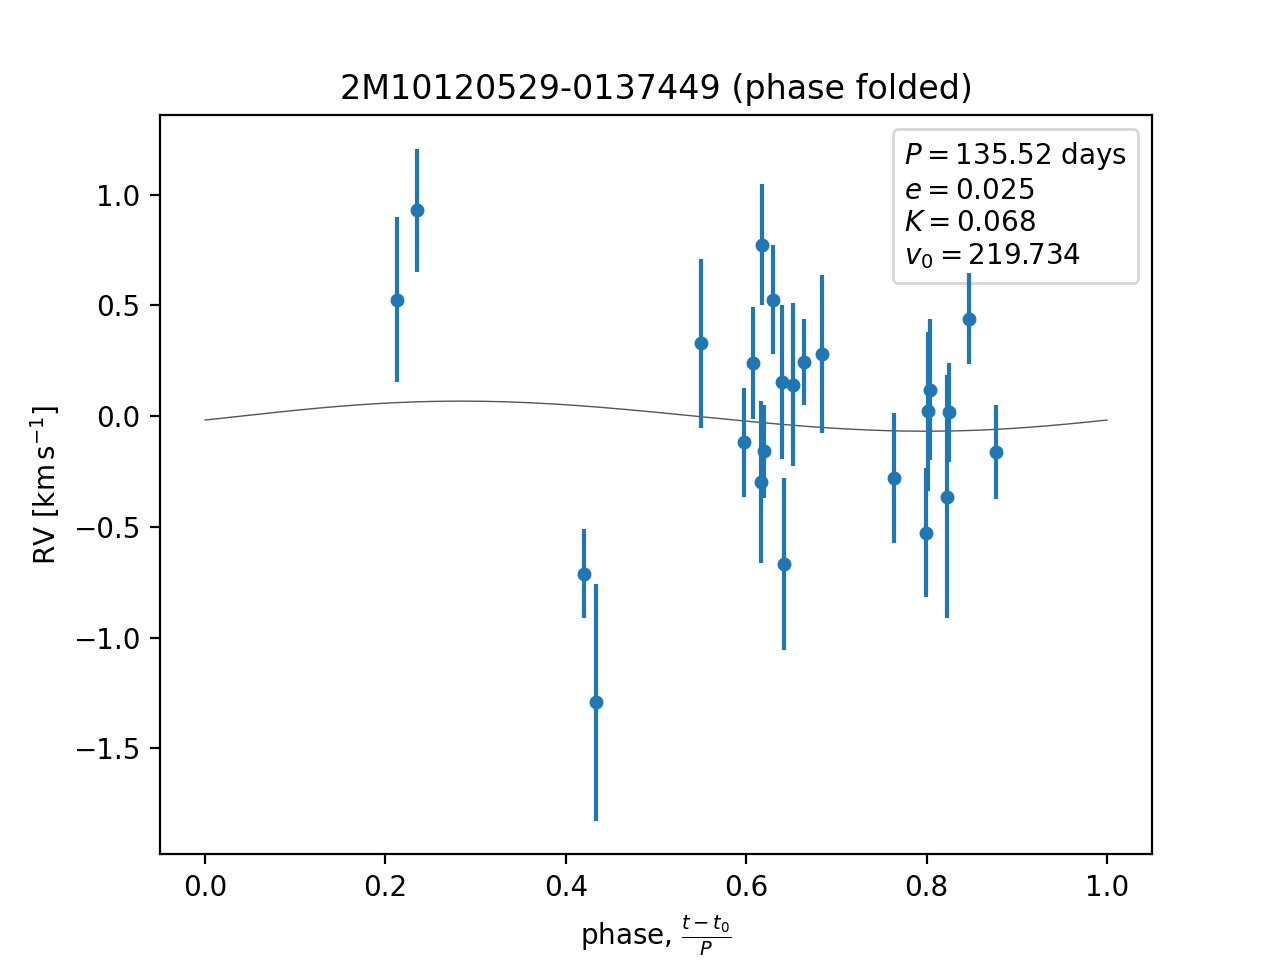 2M10120529-0137449 (phase folded)
P = 135.52 days
e = 0.025
K = 0.068
v₀ = 219.734
RV [km s⁻¹]
1.0
0.5
0.0
−0.5
−1.0
−1.5
0.0 0.2 0.4 0.6 0.8 1.0
phase, (t − t₀)/P